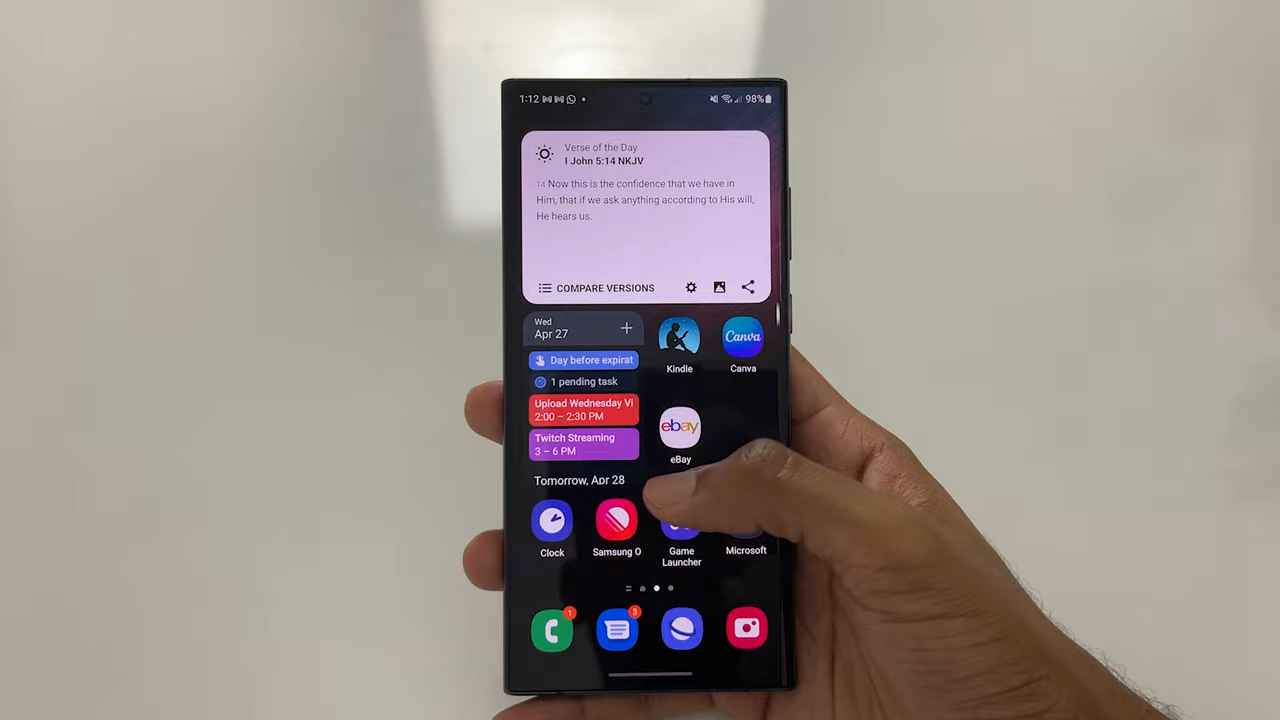 1:12 98%
Verse of the Day
I John 5:14 NKJV
14 Now this is the confidence that we have in
Him, that if we ask anything according to His will,
He hears us.
COMPARE VERSIONS
Wed
Apr 27
Day before expirat
1 pending task
Upload Wednesday Vi
2:00 – 2:30 PM
Twitch Streaming
3 – 6 PM
Tomorrow, Apr 28
Canva
Kindle
Canva
ebay
eBay
Clock
Samsung O
Game
Launcher
Microsoft
1
3